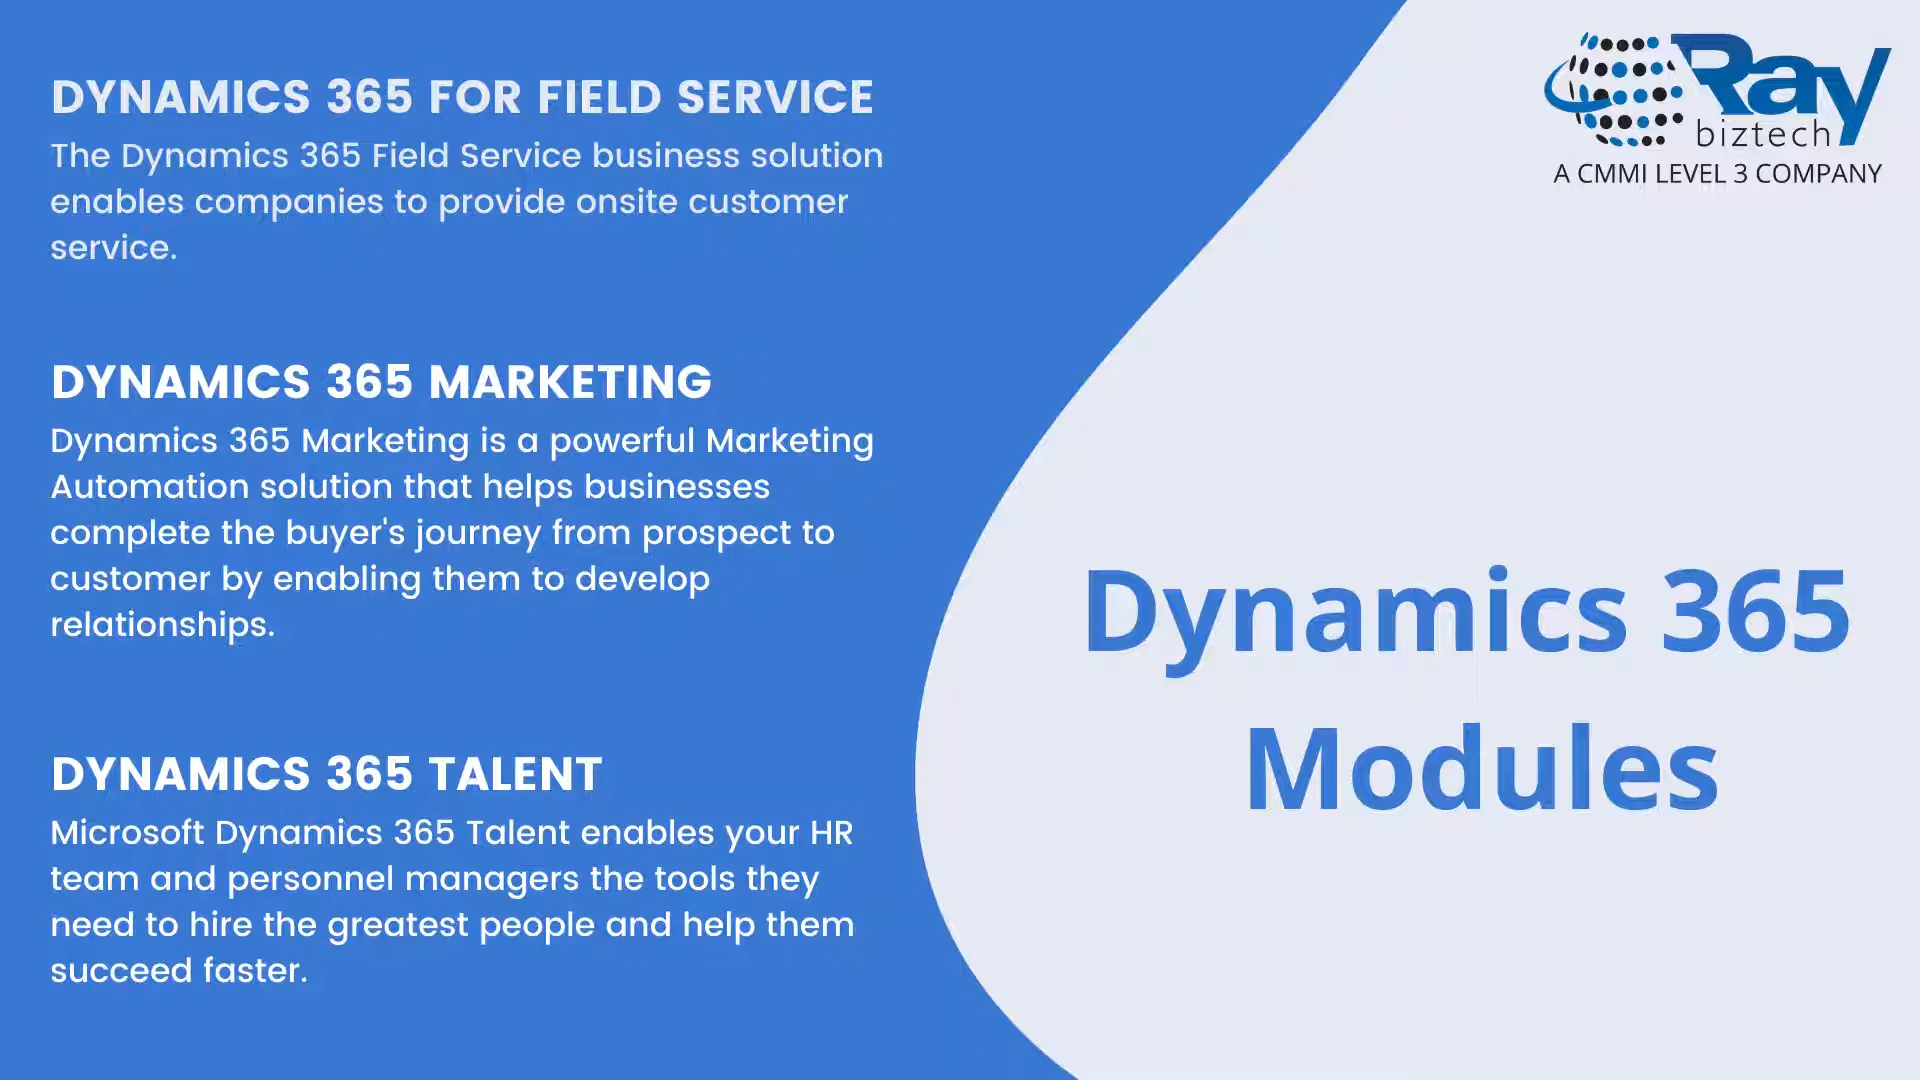 DYNAMICS 365 FOR FIELD SERVICE
The Dynamics 365 Field Service business solution
enables companies to provide onsite customer
service.
DYNAMICS 365 MARKETING
Dynamics 365 Marketing is a powerful Marketing
Automation solution that helps businesses
complete the buyer's journey from prospect to
customer by enabling them to develop
relationships.
DYNAMICS 365 TALENT
Microsoft Dynamics 365 Talent enables your HR
team and personnel managers the tools they
need to hire the greatest people and help them
succeed faster.
Ray
biztech
A CMMI LEVEL 3 COMPANY
Dynamics 365
Modules